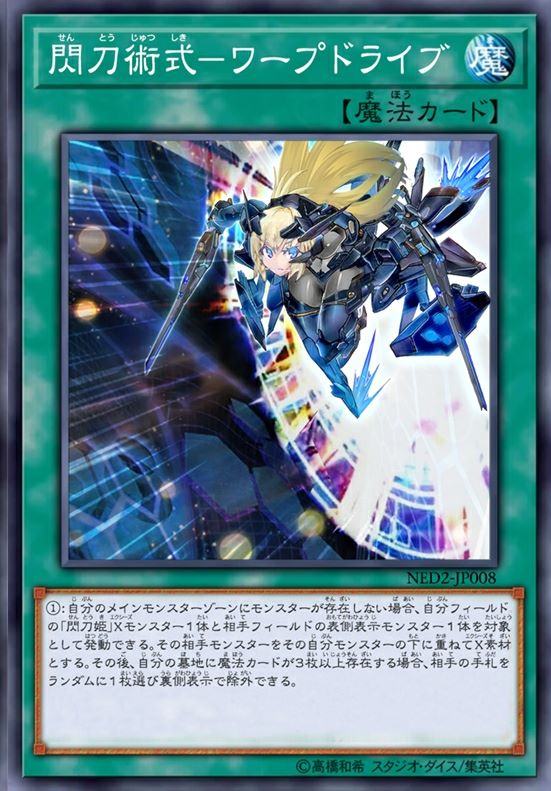 閃刀術式－ワープドライブ
魔
【魔法カード】
NED2-JP008
①:自分のメインモンスターゾーンにモンスターが存在しない場合、自分フィールド
の「閃刀姫」Xモンスター1体と相手フィールドの表側表示モンスター1体を対象
として発動できる。その相手モンスターをその自分モンスターの下に重ねてX素材
とする。その後、自分の墓地に魔法カードが3枚以上存在する場合、相手の手札を
ランダムに1枚選び裏側表示で除外できる。
©高橋和希 スタジオ・ダイス/集英社